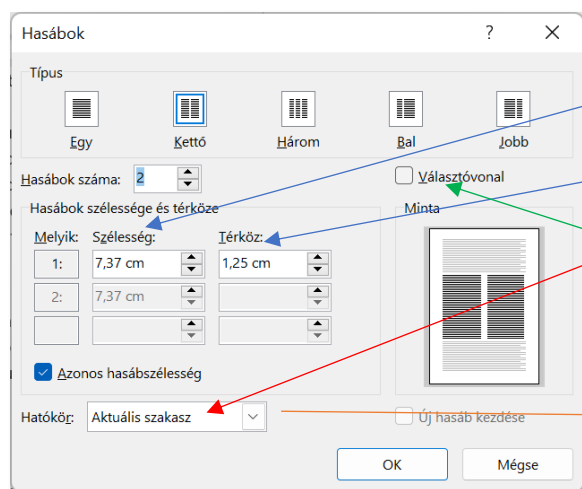 Hasábok ?
Típus
Egy Kettő Három Bal Jobb
Hasábok száma: 2 Választóvonal
Hasábok szélessége és térköze Minta
Melyik: Szélesség: Térköz:
1: 7,37 cm 1,25 cm
2: 7,37 cm
Azonos hasábszélesség
Hatókör: Aktuális szakasz Új hasáb kezdése
OK Mégse